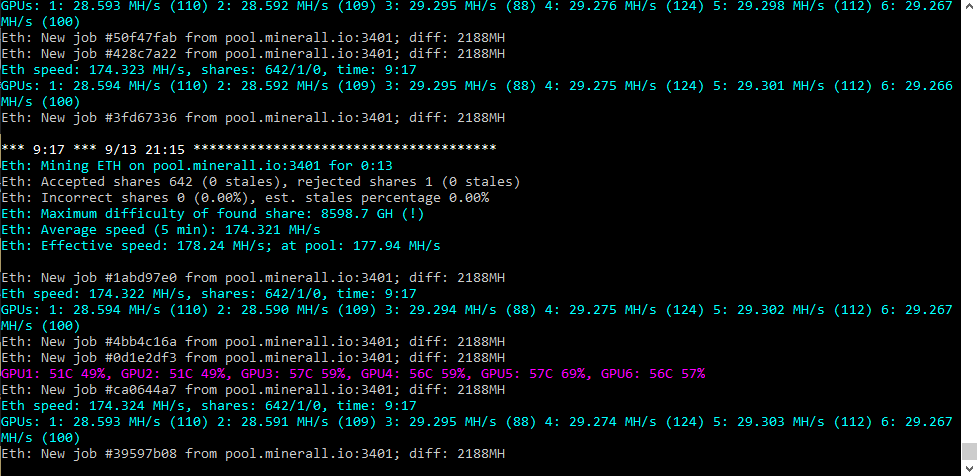 GPUs: 1: 28.593 MH/s (110) 2: 28.592 MH/s (109) 3: 29.295 MH/s (88) 4: 29.276 MH/s (124) 5: 29.298 MH/s (112) 6: 29.267
MH/s (100)
Eth: New job #50f47fab from pool.minerall.io:3401; diff: 2188MH
Eth: New job #428c7a22 from pool.minerall.io:3401; diff: 2188MH
Eth speed: 174.323 MH/s, shares: 642/1/0, time: 9:17
GPUs: 1: 28.594 MH/s (110) 2: 28.592 MH/s (109) 3: 29.295 MH/s (88) 4: 29.275 MH/s (124) 5: 29.301 MH/s (112) 6: 29.266
MH/s (100)
Eth: New job #3fd67336 from pool.minerall.io:3401; diff: 2188MH
*** 9:17 *** 9/13 21:15 **************************************
Eth: Mining ETH on pool.minerall.io:3401 for 0:13
Eth: Accepted shares 642 (0 stales), rejected shares 1 (0 stales)
Eth: Incorrect shares 0 (0.00%), est. stales percentage 0.00%
Eth: Maximum difficulty of found share: 8598.7 GH (!)
Eth: Average speed (5 min): 174.321 MH/s
Eth: Effective speed: 178.24 MH/s; at pool: 177.94 MH/s
Eth: New job #1abd97e0 from pool.minerall.io:3401; diff: 2188MH
Eth speed: 174.322 MH/s, shares: 642/1/0, time: 9:17
GPUs: 1: 28.594 MH/s (110) 2: 28.590 MH/s (109) 3: 29.294 MH/s (88) 4: 29.275 MH/s (124) 5: 29.302 MH/s (112) 6: 29.267
MH/s (100)
Eth: New job #4bb4c16a from pool.minerall.io:3401; diff: 2188MH
Eth: New job #0d1e2df3 from pool.minerall.io:3401; diff: 2188MH
GPU1: 51C 49%, GPU2: 51C 49%, GPU3: 57C 59%, GPU4: 56C 59%, GPU5: 57C 69%, GPU6: 56C 57%
Eth: New job #ca0644a7 from pool.minerall.io:3401; diff: 2188MH
Eth speed: 174.324 MH/s, shares: 642/1/0, time: 9:17
GPUs: 1: 28.593 MH/s (110) 2: 28.591 MH/s (109) 3: 29.295 MH/s (88) 4: 29.274 MH/s (124) 5: 29.303 MH/s (112) 6: 29.267
MH/s (100)
Eth: New job #39597b08 from pool.minerall.io:3401; diff: 2188MH